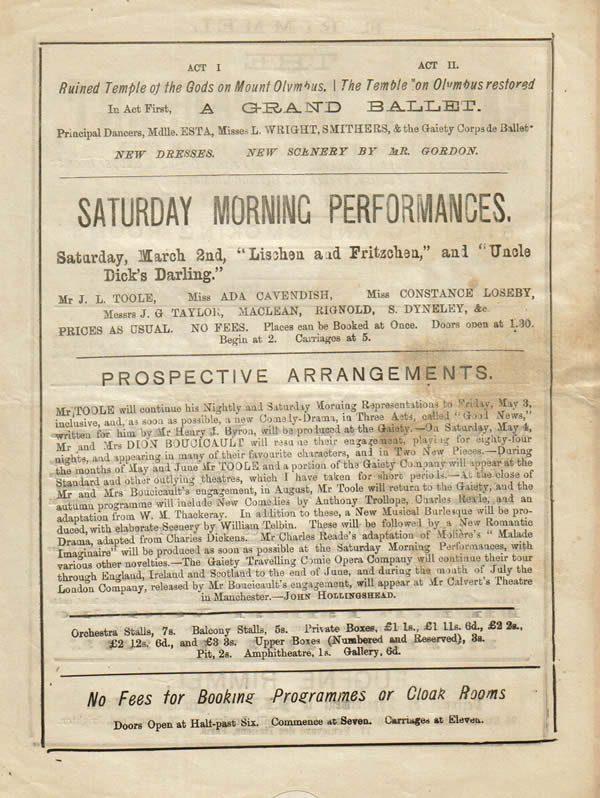 ACT I ACT II.
Ruined Temple of the Gods on Mount Olympus. | The Temple on Olympus restored
In Act First, A GRAND BALLET.
Principal Dancers, Mdlle. ESTA, Misses L. WRIGHT, SMITHERS, & the Gaiety Corps de Ballet
NEW DRESSES. NEW SCENERY BY MR. GORDON.
SATURDAY MORNING PERFORMANCES.
Saturday, March 2nd, "Lischen and Fritzchen," and "Uncle
Dick's Darling."
Mr J. L. TOOLE, Miss ADA CAVENDISH, Miss CONSTANCE LOSEBY,
Messrs J. G. TAYLOR, MACLEAN, RIGNOLD, S. DYNELEY, &c
PRICES AS USUAL. NO FEES. Places can be Booked at Once. Doors open at 1.30.
Begin at 2. Carriages at 5.
PROSPECTIVE ARRANGEMENTS.
Mr TOOLE will continue his Nightly and Saturday Morning Representations to Friday, May 3,
inclusive, and, as soon as possible, a new Comedy-Drama, in Three Acts, called "Good News,"
written for him by Mr Henry J. Byron, will be produced at the Gaiety.—On Saturday, May 4,
Mr and Mrs DION BOUCICAULT will resume their engagement, playing for eighty-four
nights, and appearing in many of their favourite characters, and in Two New Pieces.—During
the months of May and June Mr TOOLE and a portion of the Gaiety Company will appear at the
Standard and other outlying theatres, which I have taken for short periods.—At the close of
Mr and Mrs Boucicault's engagement, in August, Mr Toole will return to the Gaiety, and the
autumn programme will include New Comedies by Anthony Trollope, Charles Reade, and an
adaptation from W. M. Thackeray. In addition to these, a New Musical Burlesque will be pro-
duced, with elaborate Scenery by William Telbin. These will be followed by a New Romantic
Drama, adapted from Charles Dickens. Mr Charles Reade's adaptation of Molière's "Malade
Imaginaire" will be produced as soon as possible at the Saturday Morning Performances, with
various other novelties.—The Gaiety Travelling Comic Opera Company will continue their tour
through England, Ireland and Scotland to the end of June, and during the month of July the
London Company, released by Mr Boucicault's engagement, will appear at Mr Calvert's Theatre
in Manchester.—JOHN HOLLINGSHEAD.
Orchestra Stalls, 7s. Balcony Stalls, 5s. Private Boxes, £1 1s., £1 11s. 6d., £2 2s.,
£2 12s. 6d., and £3 3s. Upper Boxes (Numbered and Reserved), 3s.
Pit, 2s. Amphitheatre, 1s. Gallery, 6d.
No Fees for Booking Programmes or Cloak Rooms
Doors Open at Half-past Six. Commence at Seven. Carriages at Eleven.